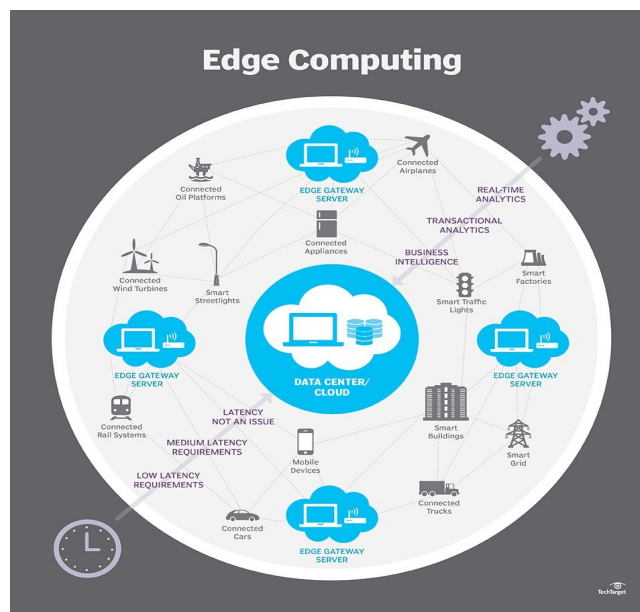 Edge Computing
EDGE GATEWAY
SERVER
Connected
Airplanes
Connected
Oil Platforms
REAL-TIME
ANALYTICS
TRANSACTIONAL
ANALYTICS
Connected
Appliances
BUSINESS
INTELLIGENCE
Connected
Wind Turbines
Smart
Streetlights
Smart Traffic
Lights
Smart
Factories
EDGE GATEWAY
SERVER
DATA CENTER/
CLOUD
EDGE GATEWAY
SERVER
Connected
Rail Systems
LATENCY
NOT AN ISSUE
MEDIUM LATENCY
REQUIREMENTS
LOW LATENCY
REQUIREMENTS
Mobile
Devices
Smart
Buildings
Smart
Grid
Connected
Cars
EDGE GATEWAY
SERVER
Connected
Trucks
TechTarget